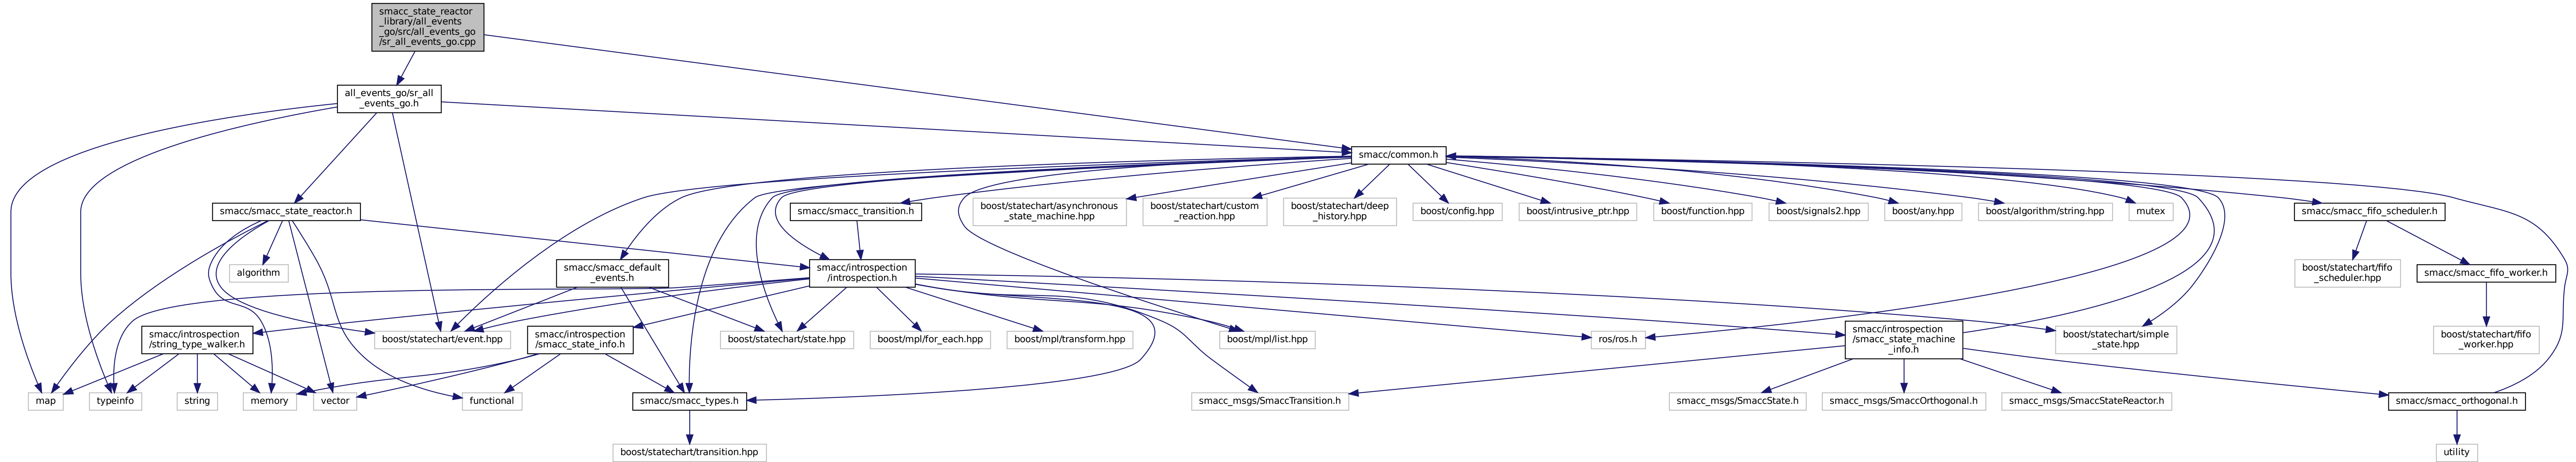 smacc_state_reactor
_library/all_events
_go/src/all_events_go
/sr_all_events_go.cpp
all_events_go/sr_all
_events_go.h
smacc/common.h
smacc/smacc_state_reactor.h
smacc/smacc_transition.h
boost/statechart/asynchronous
_state_machine.hpp
boost/statechart/custom
_reaction.hpp
boost/statechart/deep
_history.hpp
boost/config.hpp
boost/intrusive_ptr.hpp
boost/function.hpp
boost/signals2.hpp
boost/any.hpp
boost/algorithm/string.hpp
mutex
smacc/smacc_fifo_scheduler.h
algorithm
smacc/smacc_default
_events.h
smacc/introspection
/introspection.h
boost/statechart/fifo
_scheduler.hpp
smacc/smacc_fifo_worker.h
smacc/introspection
/string_type_walker.h
boost/statechart/event.hpp
smacc/introspection
/smacc_state_info.h
boost/statechart/state.hpp
boost/mpl/for_each.hpp
boost/mpl/transform.hpp
boost/mpl/list.hpp
ros/ros.h
smacc/introspection
/smacc_state_machine
_info.h
boost/statechart/simple
_state.hpp
boost/statechart/fifo
_worker.hpp
map
typeinfo
string
memory
vector
functional
smacc/smacc_types.h
smacc_msgs/SmaccTransition.h
smacc_msgs/SmaccState.h
smacc_msgs/SmaccOrthogonal.h
smacc_msgs/SmaccStateReactor.h
smacc/smacc_orthogonal.h
boost/statechart/transition.hpp
utility